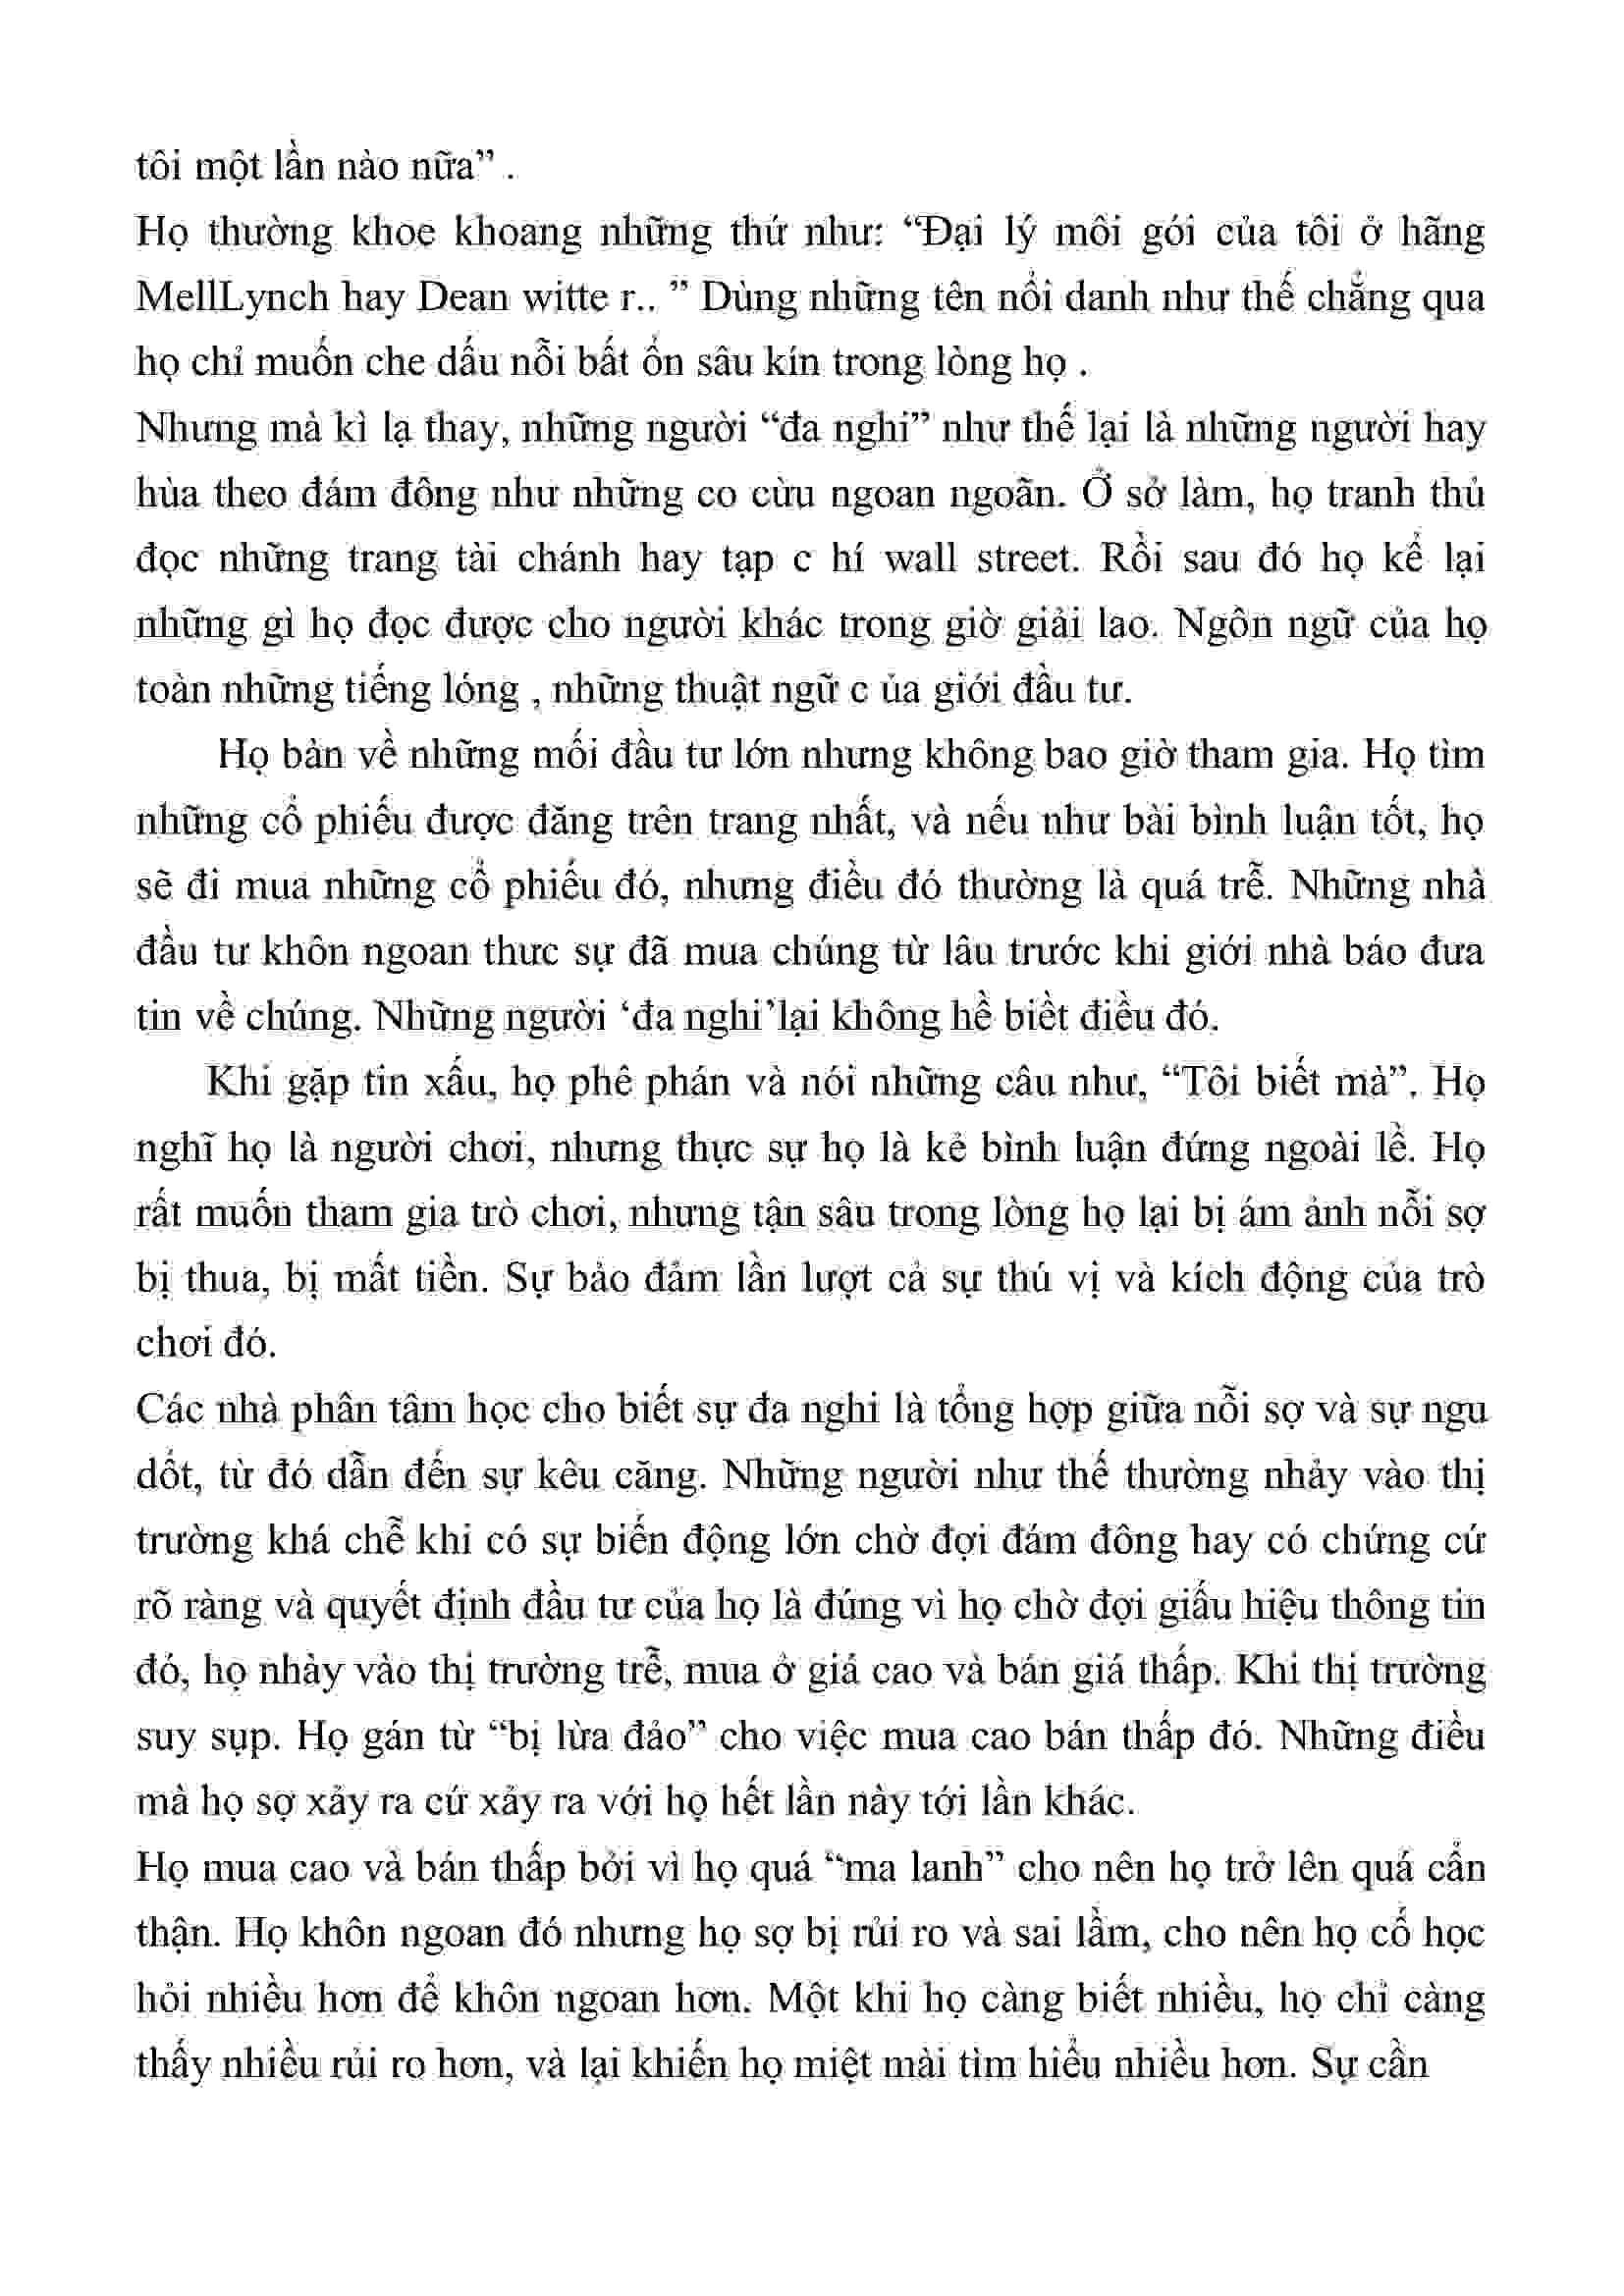 tôi một lần nào nữa” .
Họ thường khoe khoang những thứ như: “Đại lý môi gói của tôi ở hãng
MellLynch hay Dean witte r.. ” Dùng những tên nổi danh như thế chẳng qua
họ chỉ muốn che dấu nỗi bất ổn sâu kín trong lòng họ .
Nhưng mà kì lạ thay, những người “đa nghi” như thế lại là những người hay
hùa theo đám đông như những co cừu ngoan ngoãn. Ở sở làm, họ tranh thủ
đọc những trang tài chánh hay tạp c hí wall street. Rồi sau đó họ kể lại
những gì họ đọc được cho người khác trong giờ giải lao. Ngôn ngữ của họ
toàn những tiếng lóng , những thuật ngữ c ủa giới đầu tư.
Họ bàn về những mối đầu tư lớn nhưng không bao giờ tham gia. Họ tìm
những cổ phiếu được đăng trên trang nhất, và nếu như bài bình luận tốt, họ
sẽ đi mua những cổ phiếu đó, nhưng điều đó thường là quá trễ. Những nhà
đầu tư khôn ngoan thưc sự đã mua chúng từ lâu trước khi giới nhà báo đưa
tin về chúng. Những người ‘đa nghi’lại không hề biềt điều đó.
Khi gặp tin xấu, họ phê phán và nói những câu như, “Tôi biết mà”. Họ
nghĩ họ là người chơi, nhưng thực sự họ là kẻ bình luận đứng ngoài lề. Họ
rất muốn tham gia trò chơi, nhưng tận sâu trong lòng họ lại bị ám ảnh nỗi sợ
bị thua, bị mất tiền. Sự bảo đảm lần lượt cả sự thú vị và kích động của trò
chơi đó.
Các nhà phân tâm học cho biết sự đa nghi là tổng hợp giữa nỗi sợ và sự ngu
dốt, từ đó dẫn đến sự kêu căng. Những người như thế thường nhảy vào thị
trường khá chễ khi có sự biến động lớn chờ đợi đám đông hay có chứng cứ
rõ ràng và quyết định đầu tư của họ là đúng vì họ chờ đợi giấu hiệu thông tin
đó, họ nhày vào thị trường trễ, mua ở giá cao và bán giá thấp. Khi thị trường
suy sụp. Họ gán từ “bị lừa đảo” cho việc mua cao bán thấp đó. Những điều
mà họ sợ xảy ra cứ xảy ra với họ hết lần này tới lần khác.
Họ mua cao và bán thấp bởi vì họ quá “ma lanh” cho nên họ trở lên quá cẩn
thận. Họ khôn ngoan đó nhưng họ sợ bị rủi ro và sai lầm, cho nên họ cố học
hỏi nhiều hơn để khôn ngoan hơn. Một khi họ càng biết nhiều, họ chỉ càng
thấy nhiều rủi ro hơn, và lại khiến họ miệt mài tìm hiểu nhiều hơn. Sự cần